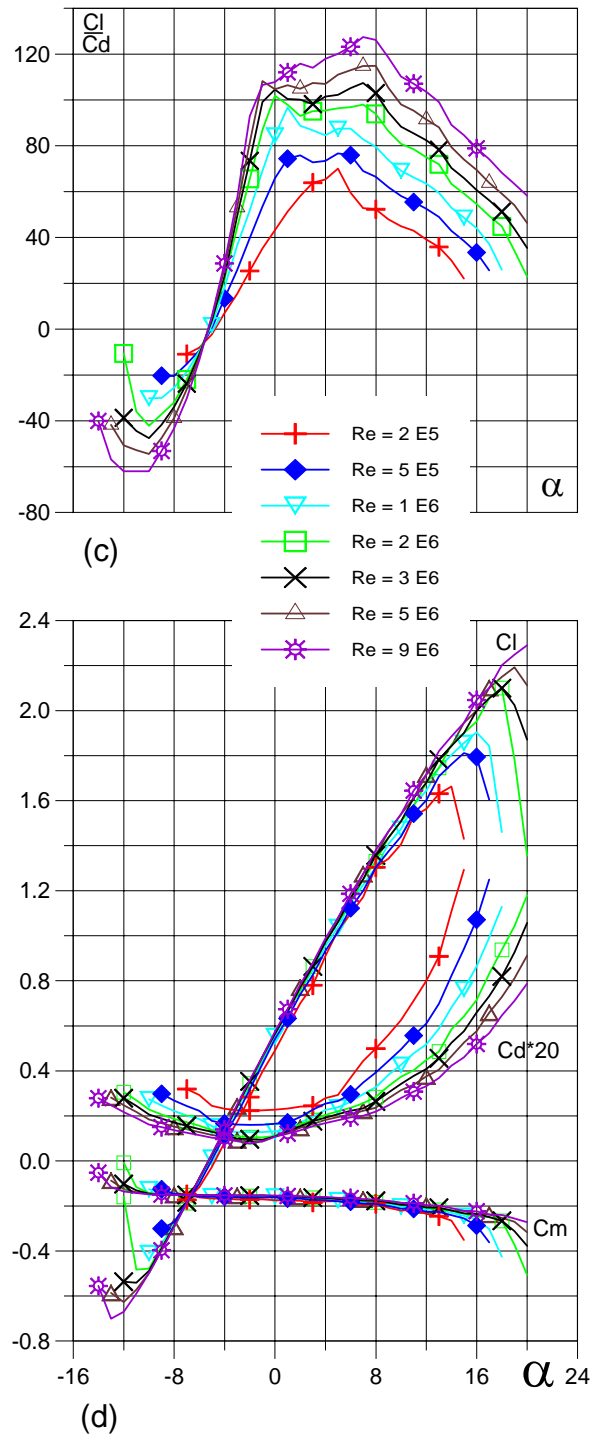 Cl
Cd
120
80
40
0
-40
-80
α
(c)
Re = 2 E5
Re = 5 E5
Re = 1 E6
Re = 2 E6
Re = 3 E6
Re = 5 E6
Re = 9 E6
2.4
Cl
2.0
1.6
1.2
0.8
0.4
Cd*20
0.0
Cm
-0.4
-0.8
-16
-8
0
8
16
24
α
(d)